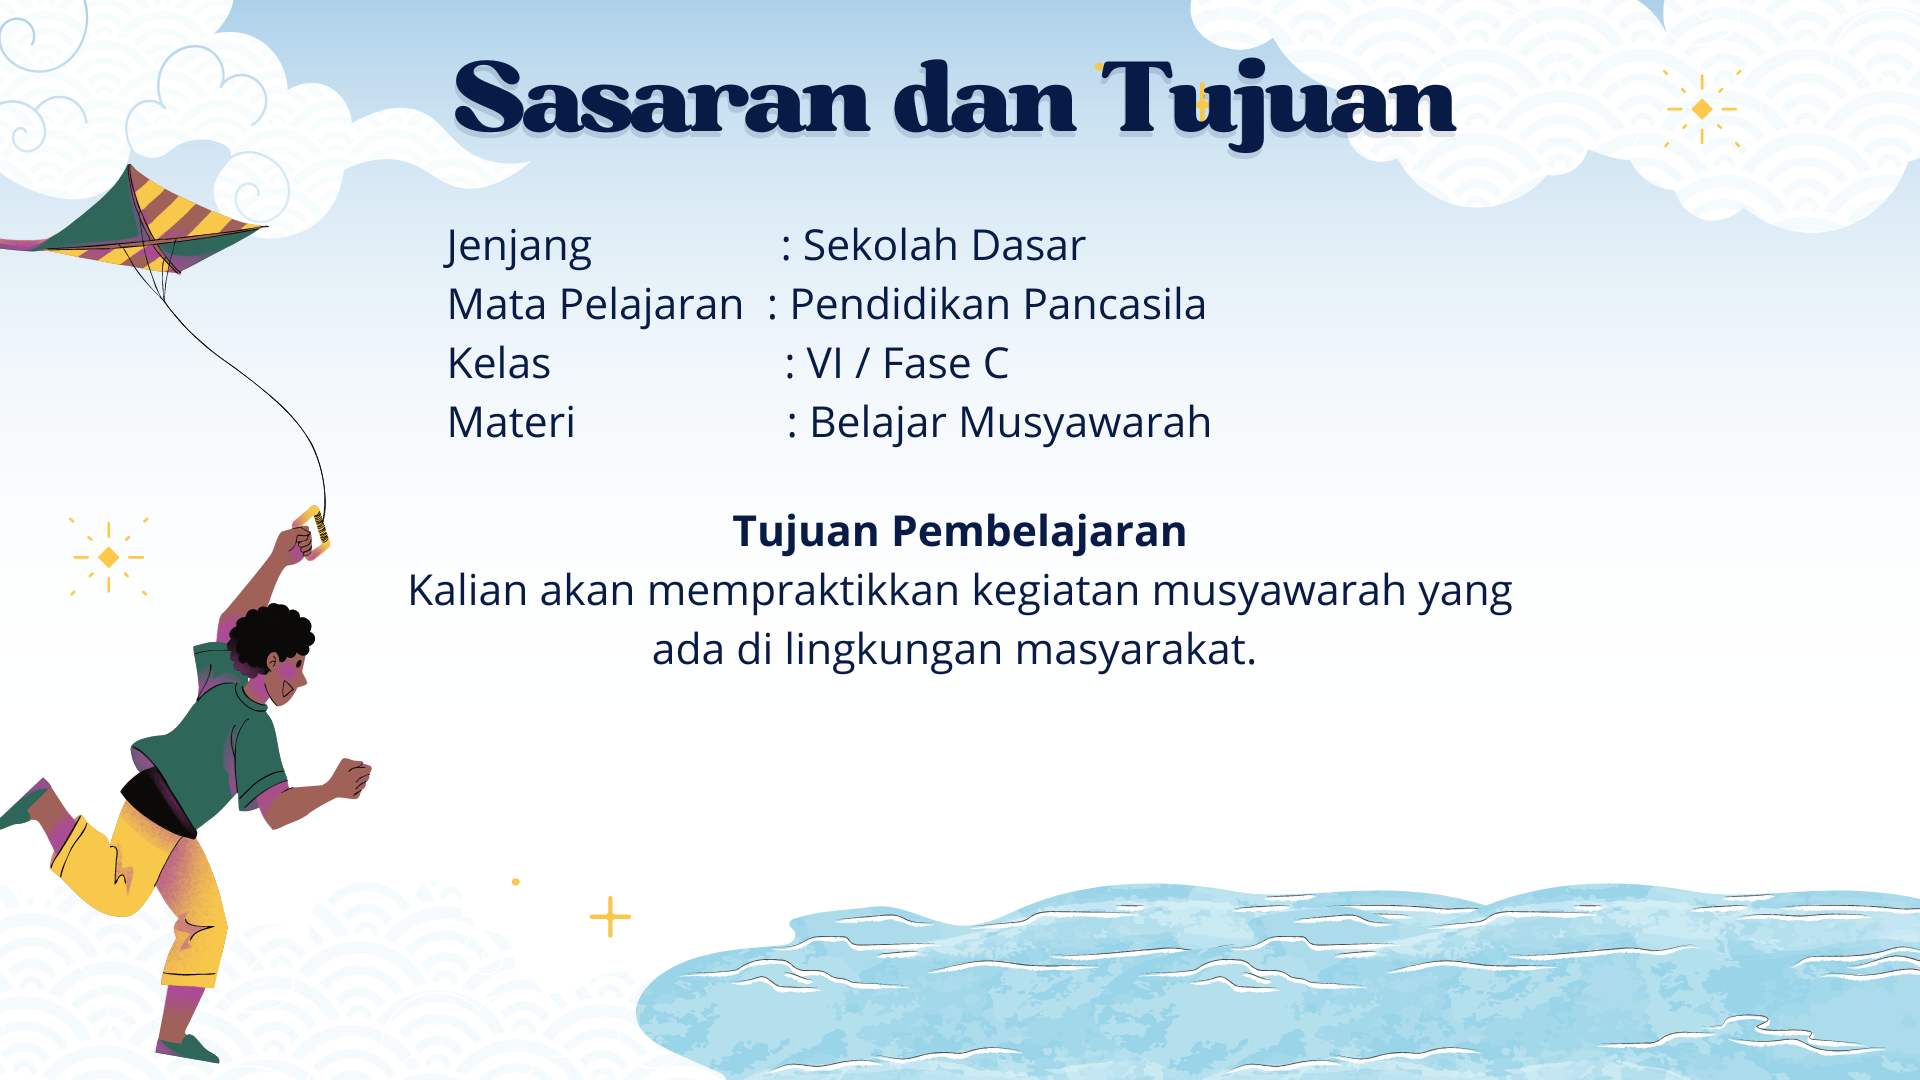 Sasaran dan Tujuan
Jenjang : Sekolah Dasar
Mata Pelajaran : Pendidikan Pancasila
Kelas : VI / Fase C
Materi : Belajar Musyawarah
Tujuan Pembelajaran
Kalian akan mempraktikkan kegiatan musyawarah yang
ada di lingkungan masyarakat.